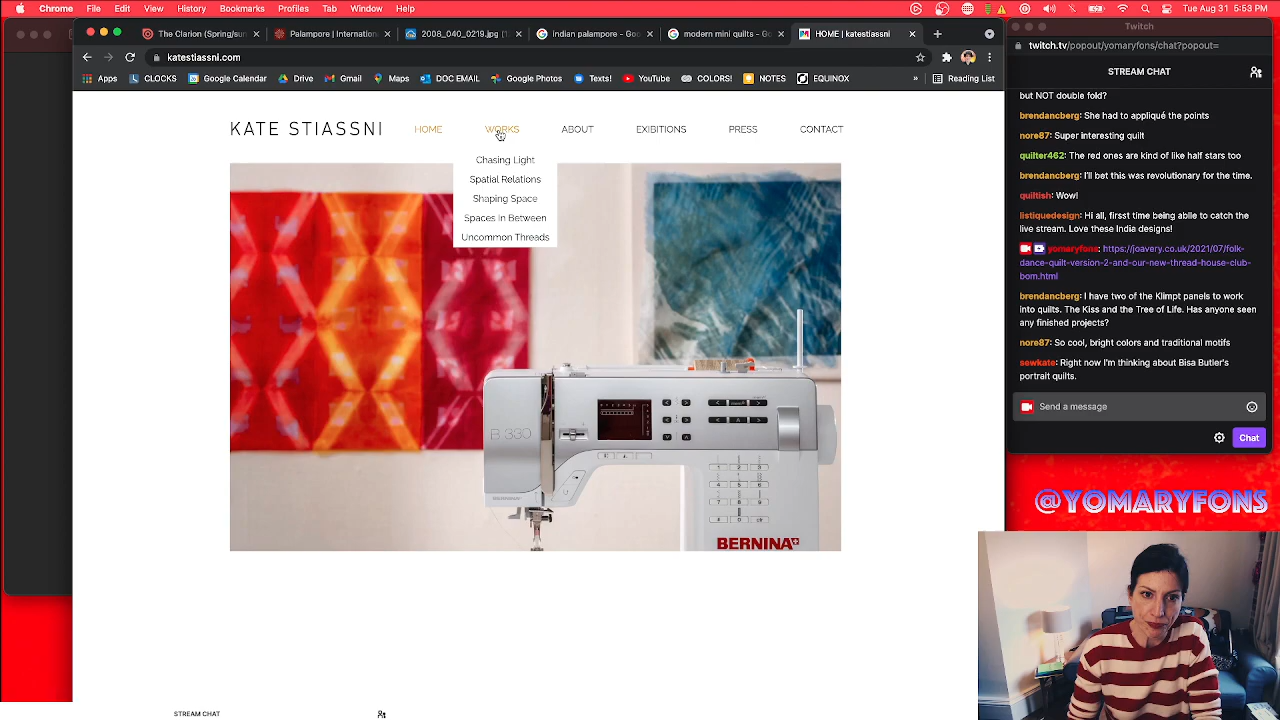 Chrome File Edit View History Bookmarks Profiles Tab Window Help Tue Aug 31 5:53 PM
The Clarion (Spring/sum
Palampore | Internation
2008_040_0219.jpg (1
Indian palampore - Goo
modern mini quilts - Go
HOME | katestiassni
katestiassni.com
Apps CLOCKS Google Calendar Drive Gmail Maps DOC EMAIL Google Photos Texts! YouTube COLORS! NOTES EQUINOX » Reading List
KATE STIASSNI
HOME WORKS ABOUT EXIBITIONS PRESS CONTACT
Chasing Light
Spatial Relations
Shaping Space
Spaces In Between
Uncommon Threads
B 330
BERNINA
STREAM CHAT
Twitch
twitch.tv/popout/yomaryfons/chat?popout=
STREAM CHAT
but NOT double fold?
brendancberg: She had to appliqué the points
nore87: Super interesting quilt
quilter462: The red ones are kind of like half stars too
brendancberg: I'll bet this was revolutionary for the time.
quiltish: Wow!
listiquedesign: Hi all, firsst time being able to catch the
live stream. Love these India designs!
yomaryfons: https://joavery.co.uk/2021/07/folk-
dance-quilt-version-2-and-our-new-thread-house-club-
bom.html
brendancberg: I have two of the Klimpt panels to work
into quilts. The Kiss and the Tree of Life. Has anyone seen
any finished projects?
nore87: So cool, bright colors and traditional motifs
sewkate: Right now I'm thinking about Bisa Butler's
portrait quilts.
Send a message
Chat
@YOMARYFONS